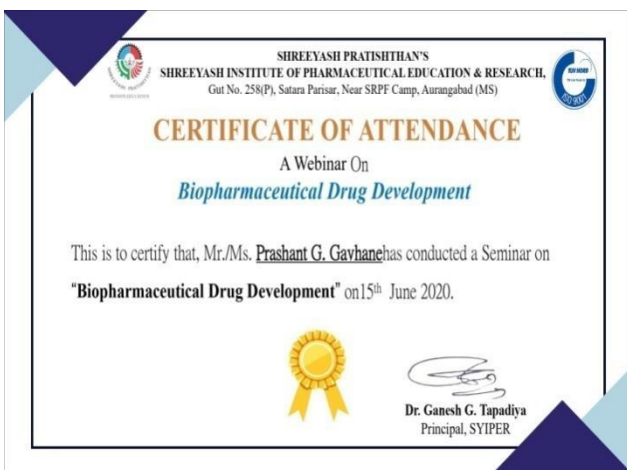 SHREEYASH PRATISHTHAN'S
SHREEYASH INSTITUTE OF PHARMACEUTICAL EDUCATION & RESEARCH,
Gut No. 258(P), Satara Parisar, Near SRPF Camp, Aurangabad (MS)
ISO 9001
CERTIFICATE OF ATTENDANCE
A Webinar On
Biopharmaceutical Drug Development
This is to certify that, Mr./Ms. Prashant G. Gavhanehas conducted a Seminar on
"Biopharmaceutical Drug Development" on15th June 2020.
Dr. Ganesh G. Tapadiya
Principal, SYIPER